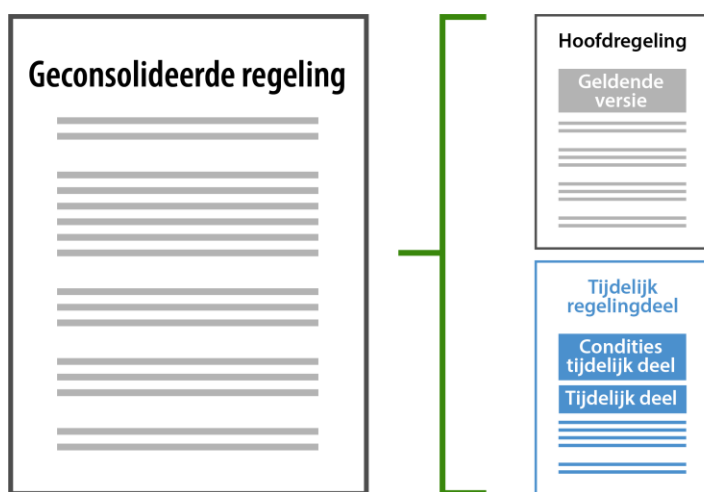 Geconsolideerde regeling
Hoofdregeling
Geldende
versie
Tijdelijk
regelingdeel
Condities
tijdelijk deel
Tijdelijk deel